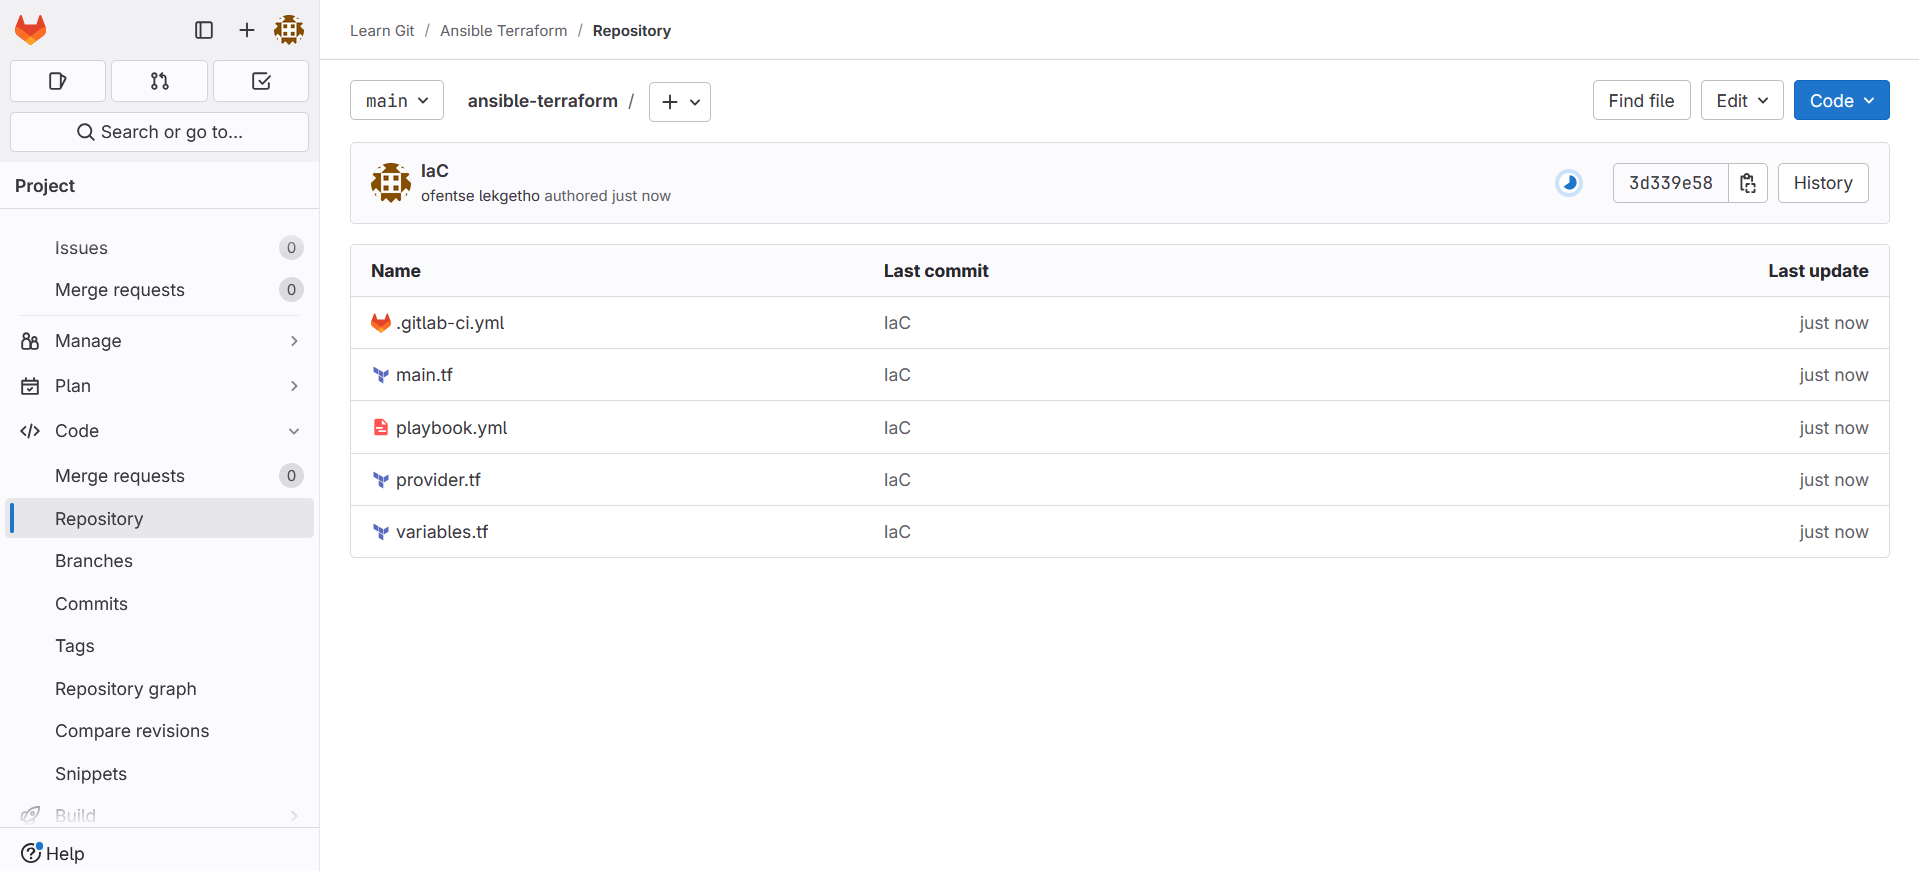 Learn Git / Ansible Terraform / Repository
Search or go to...
Project
Issues 0
Merge requests 0
Manage
Plan
Code
Merge requests 0
Repository
Branches
Commits
Tags
Repository graph
Compare revisions
Snippets
Build
Help
main ansible-terraform / Find file Edit Code
IaC
ofentse lekgetho authored just now
3d339e58 History
Name Last commit Last update
.gitlab-ci.yml IaC just now
main.tf IaC just now
playbook.yml IaC just now
provider.tf IaC just now
variables.tf IaC just now